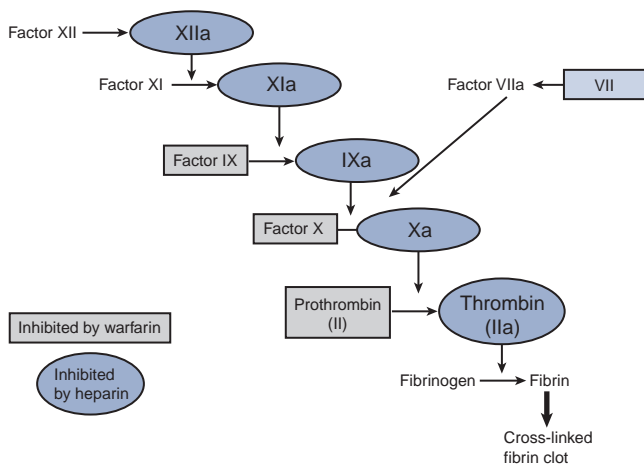 Factor XII
XIIa
Factor XI
XIa
Factor VIIa
VII
Factor IX
IXa
Factor X
Xa
Prothrombin
(II)
Thrombin
(IIa)
Inhibited by warfarin
Inhibited
by heparin
Fibrinogen
Fibrin
Cross-linked
fibrin clot